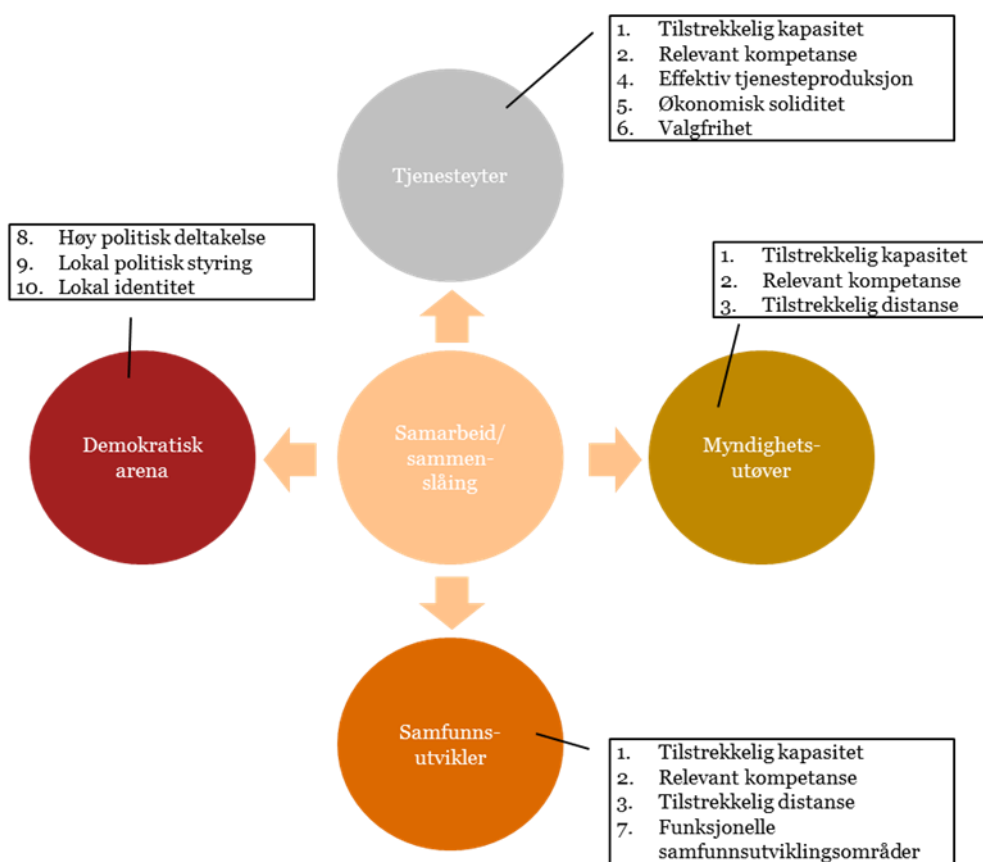 1. Tilstrekkelig kapasitet
2. Relevant kompetanse
4. Effektiv tjenesteproduksjon
5. Økonomisk soliditet
6. Valgfrihet
Tjenesteyter
8. Høy politisk deltakelse
9. Lokal politisk styring
10. Lokal identitet
1. Tilstrekkelig kapasitet
2. Relevant kompetanse
3. Tilstrekkelig distanse
Demokratisk
arena
Samarbeid/
sammen-
slåing
Myndighets-
utøver
Samfunns-
utvikler
1. Tilstrekkelig kapasitet
2. Relevant kompetanse
3. Tilstrekkelig distanse
7. Funksjonelle
samfunnsutviklingsområder